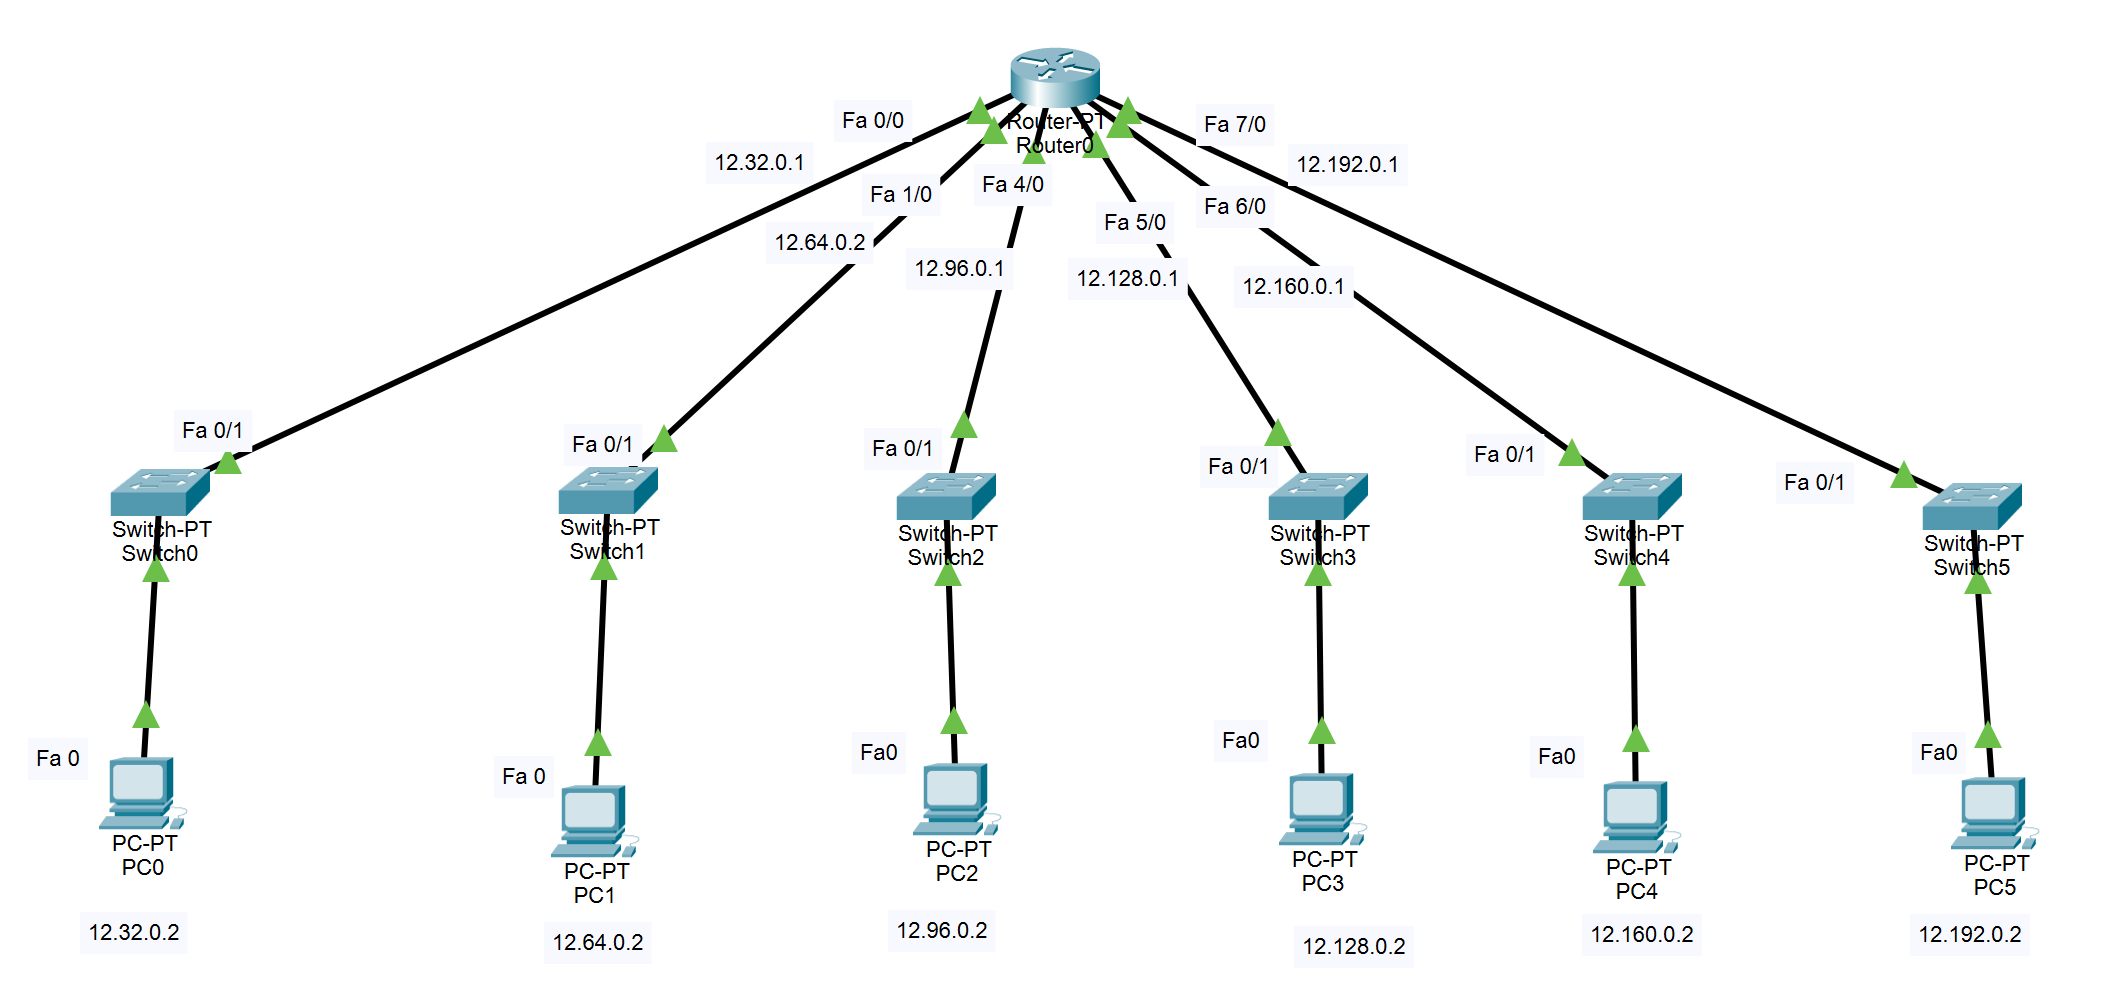 Fa 0/0
Router-PT
Router0
Fa 7/0
12.32.0.1
12.192.0.1
Fa 1/0
Fa 4/0
Fa 5/0
Fa 6/0
12.64.0.2
12.96.0.1
12.128.0.1
12.160.0.1
Fa 0/1
Fa 0/1
Fa 0/1
Fa 0/1
Fa 0/1
Fa 0/1
Switch-PT
Switch0
Switch-PT
Switch1
Switch-PT
Switch2
Switch-PT
Switch3
Switch-PT
Switch4
Switch-PT
Switch5
Fa 0
Fa 0
Fa0
Fa0
Fa0
Fa0
PC-PT
PC0
PC-PT
PC1
PC-PT
PC2
PC-PT
PC3
PC-PT
PC4
PC-PT
PC5
12.32.0.2
12.64.0.2
12.96.0.2
12.128.0.2
12.160.0.2
12.192.0.2